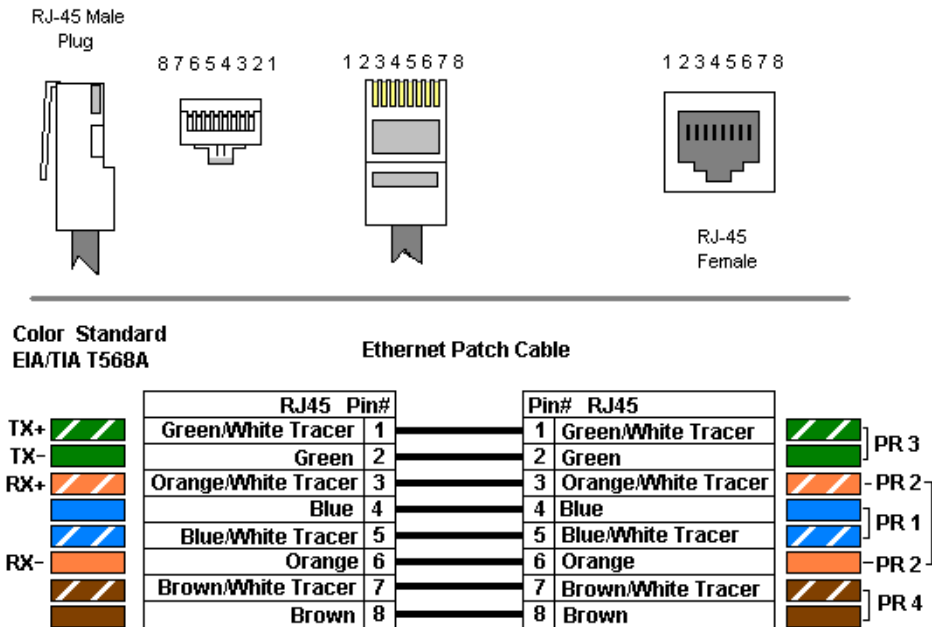 RJ-45 Male
Plug
8 7 6 5 4 3 2 1
1 2 3 4 5 6 7 8
1 2 3 4 5 6 7 8
RJ-45
Female
Color Standard
EIA/TIA T568A
Ethernet Patch Cable
RJ45 Pin#
Pin# RJ45
TX+ Green/White Tracer 1 1 Green/White Tracer
TX- Green 2 2 Green
PR 3
RX+ Orange/White Tracer 3 3 Orange/White Tracer PR 2
Blue 4 4 Blue
PR 1
Blue/White Tracer 5 5 Blue/White Tracer
RX- Orange 6 6 Orange PR 2
Brown/White Tracer 7 7 Brown/White Tracer
PR 4
Brown 8 8 Brown